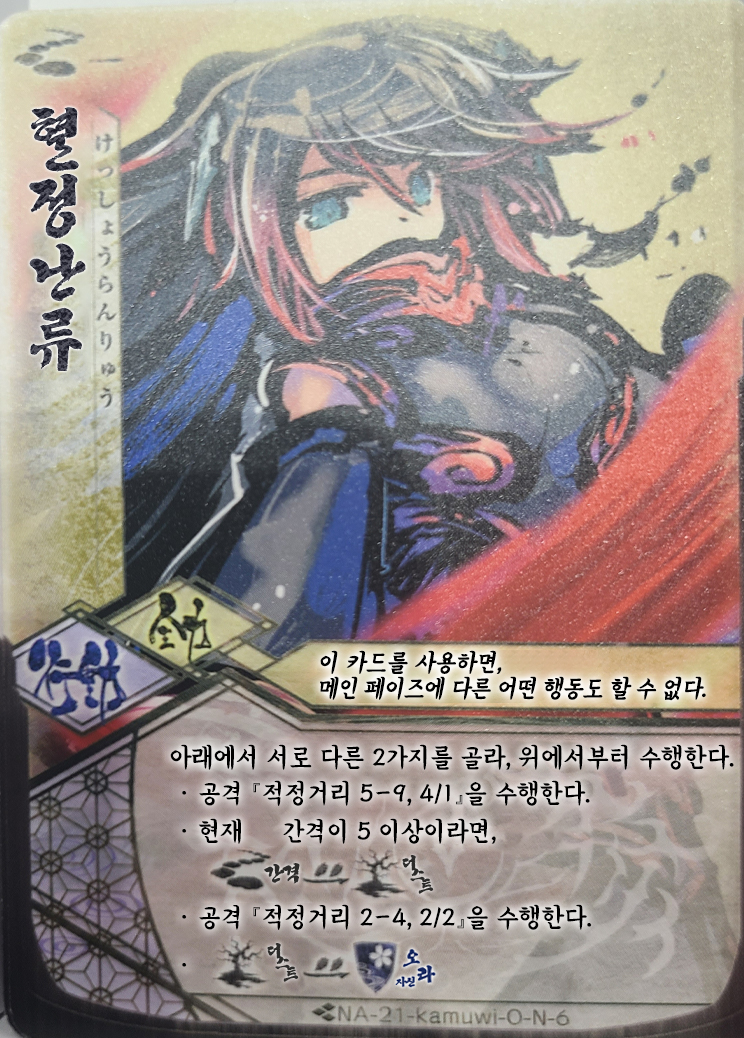 혈정난류
けっしょうらんりゅう
전력
행동
이 카드를 사용하면,
메인 페이즈에 다른 어떤 행동도 할 수 없다.
아래에서 서로 다른 2가지를 골라, 위에서부터 수행한다.
· 공격 『적정거리 5-9, 4/1』을 수행한다.
· 현재 간격이 5 이상이라면,
간격 더스트
· 공격 『적정거리 2-4, 2/2』을 수행한다.
· 더스트 자신 오라
NA-21-kamuwi-O-N-6